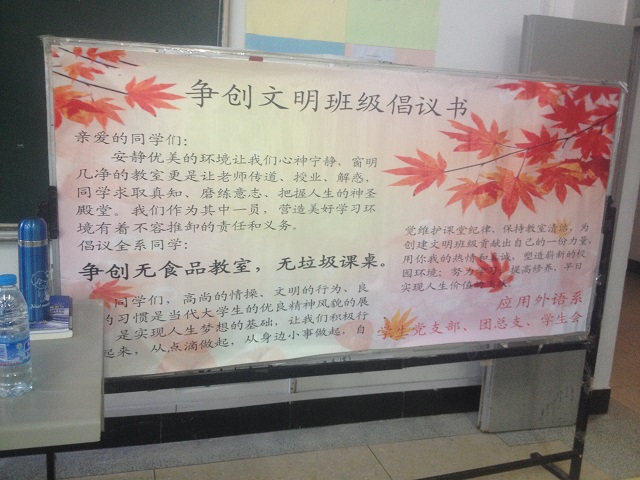 争创文明班级倡议书
亲爱的同学们:
安静优美的环境让我们心神宁静, 窗明
几净的教室更是让老师传道、授业、解惑,
同学求取真知、磨练意志、把握人生的神圣
殿堂。我们作为其中一员, 营造美好学习环
境有着不容推卸的责任和义务。
倡议全系同学:
争创无食品教室, 无垃圾课桌。
同学们, 高尚的情操、文明的行为、良
的习惯是当代大学生的优良精神风貌的展
是实现人生梦想的基础, 让我们积极行
起来, 从点滴做起, 从身边小事做起, 自
觉维护课堂纪律、保持教室清洁, 为
创建文明班级贡献出自己的一份力量,
用你我的热情和 诚, 塑造崭新的校
园环境; 努力学 提高修养, 早日
实现人生价值的
应用外语系
学生党支部、团总支、学生会